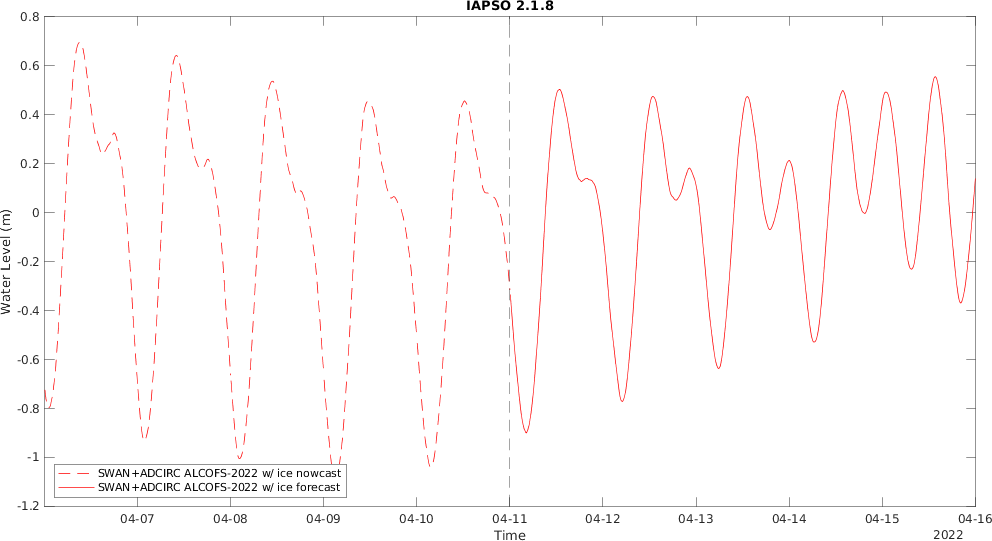 IAPSO 2.1.8
0.8
0.6
0.4
0.2
0
-0.2
-0.4
-0.6
-0.8
-1
-1.2
Water Level (m)
SWAN+ADCIRC ALCOFS-2022 w/ ice nowcast
SWAN+ADCIRC ALCOFS-2022 w/ ice forecast
04-07 04-08 04-09 04-10 04-11 04-12 04-13 04-14 04-15 04-16
Time
2022